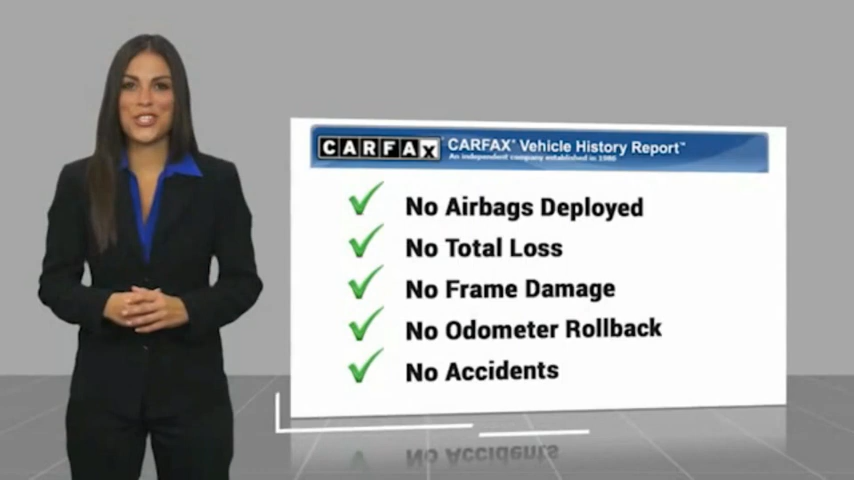 CARFAX CARFAX® Vehicle History Report™
An independent company established in 1986
No Airbags Deployed
No Total Loss
No Frame Damage
No Odometer Rollback
No Accidents
No Accidents